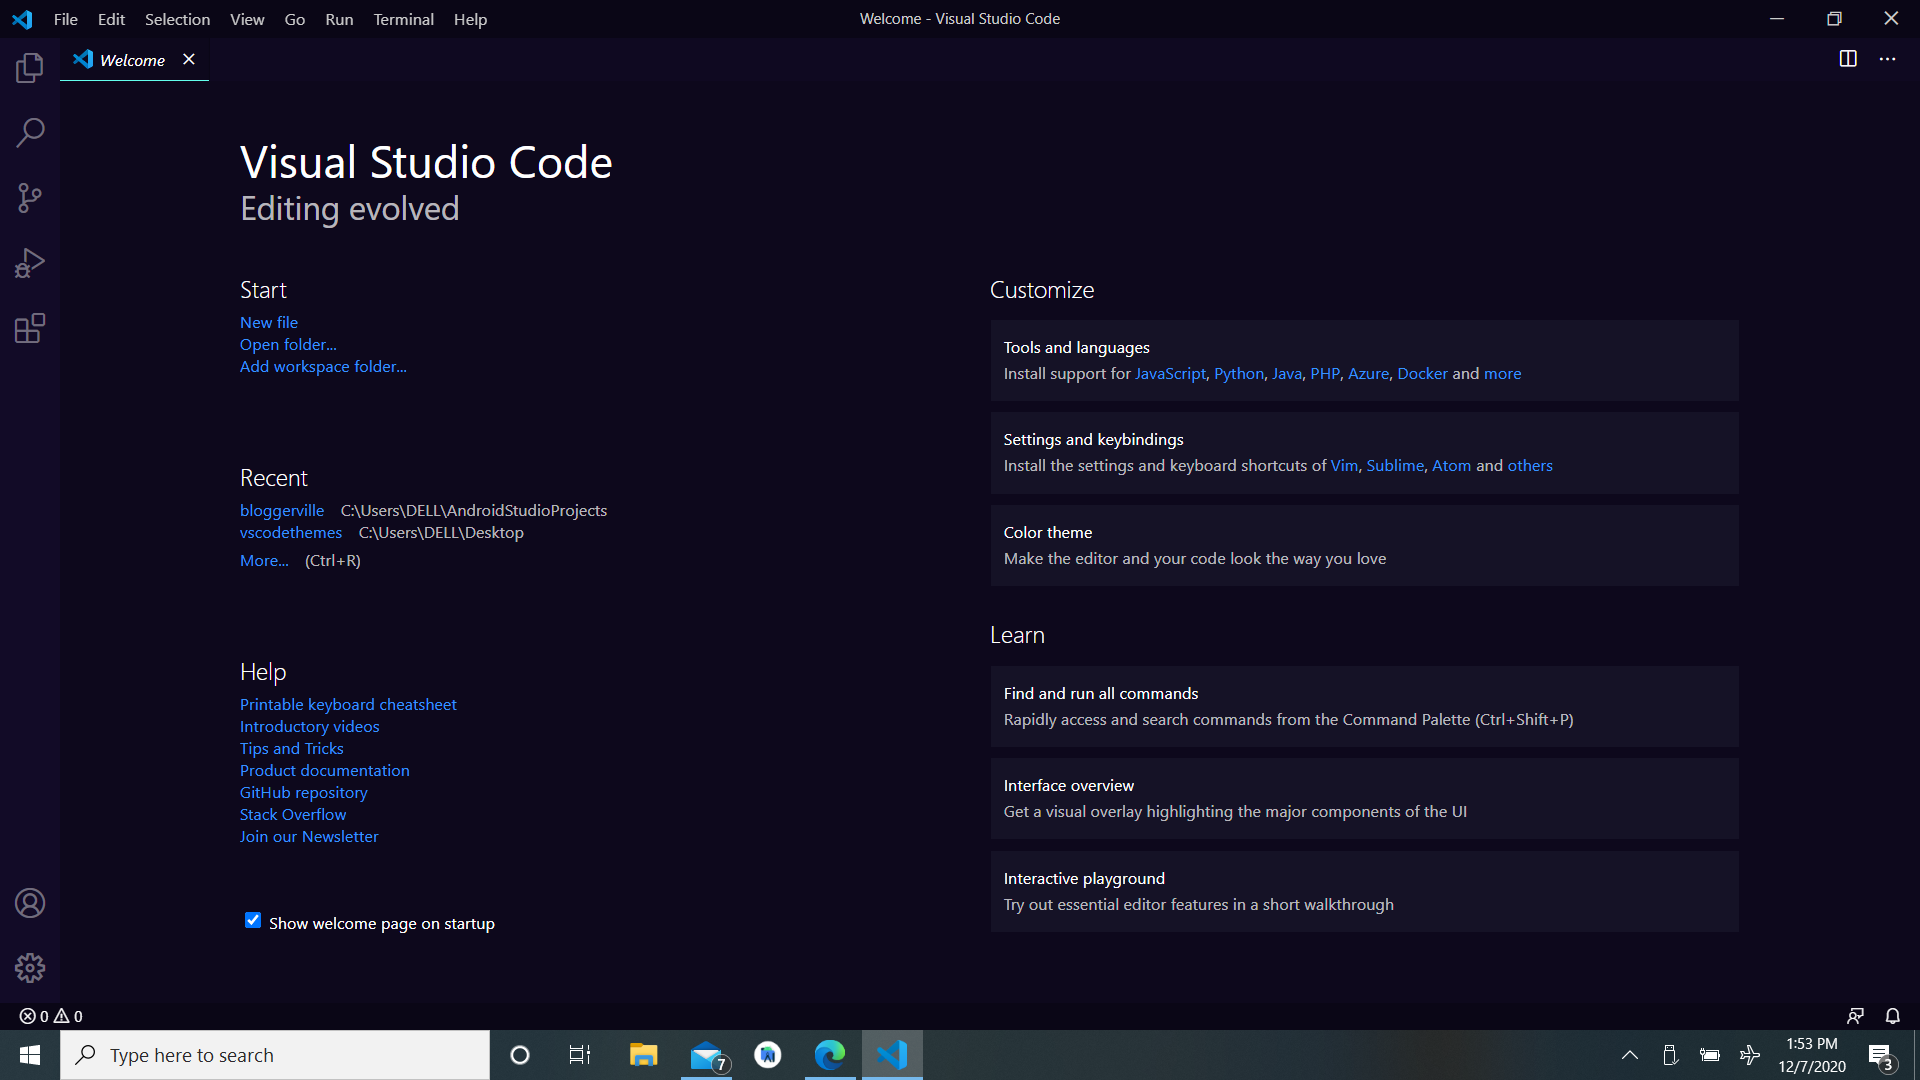 File Edit Selection View Go Run Terminal Help
Welcome - Visual Studio Code
Welcome
Visual Studio Code
Editing evolved
Start
New file
Open folder...
Add workspace folder...
Recent
bloggerville C:\Users\DELL\AndroidStudioProjects
vscodethemes C:\Users\DELL\Desktop
More... (Ctrl+R)
Help
Printable keyboard cheatsheet
Introductory videos
Tips and Tricks
Product documentation
GitHub repository
Stack Overflow
Join our Newsletter
Show welcome page on startup
Customize
Tools and languages
Install support for JavaScript, Python, Java, PHP, Azure, Docker and more
Settings and keybindings
Install the settings and keyboard shortcuts of Vim, Sublime, Atom and others
Color theme
Make the editor and your code look the way you love
Learn
Find and run all commands
Rapidly access and search commands from the Command Palette (Ctrl+Shift+P)
Interface overview
Get a visual overlay highlighting the major components of the UI
Interactive playground
Try out essential editor features in a short walkthrough
0 0
Type here to search
7
1:53 PM
12/7/2020
3